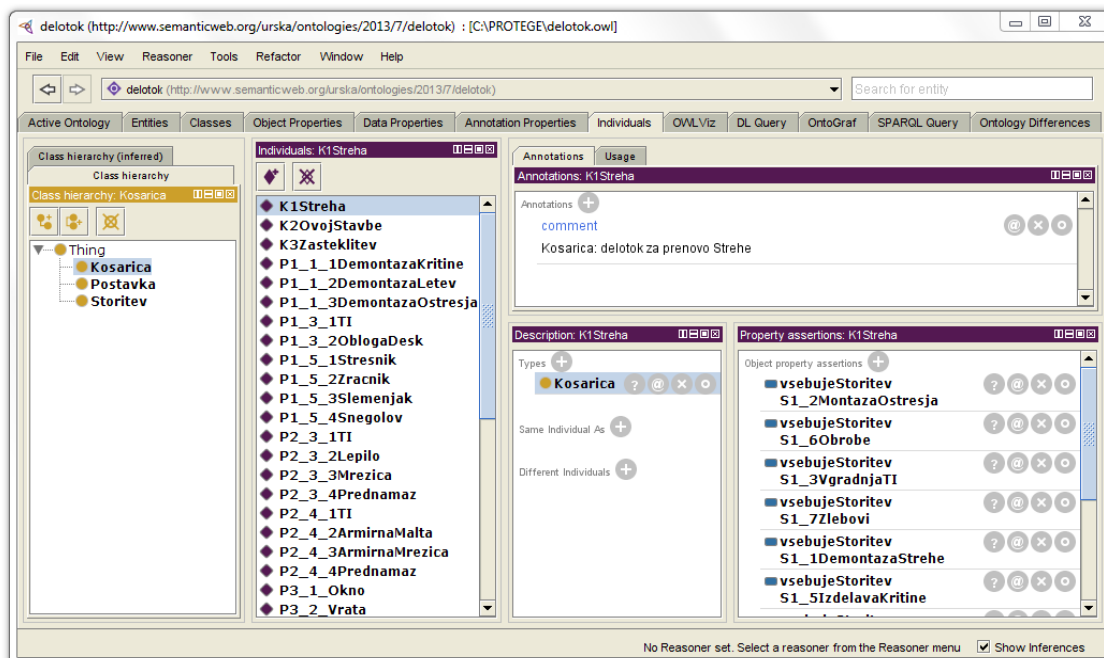 delotok (http://www.semanticweb.org/urska/ontologies/2013/7/delotok) : [C:\PROTEGE\delotok.owl]
File Edit View Reasoner Tools Refactor Window Help
delotok (http://www.semanticweb.org/urska/ontologies/2013/7/delotok)
Search for entity
Active Ontology Entities Classes Object Properties Data Properties Annotation Properties Individuals OWLViz DL Query OntoGraf SPARQL Query Ontology Differences
Class hierarchy (inferred)
Class hierarchy
Class hierarchy: Kosarica
Thing
Kosarica
Postavka
Storitev
Individuals: K1Streha
K1Streha
K2OvojStavbe
K3Zasteklitev
P1_1_1DemontazaKritine
P1_1_2DemontazaLetev
P1_1_3DemontazaOstresja
P1_3_1TI
P1_3_2OblogaDesk
P1_5_1Stresnik
P1_5_2Zracnik
P1_5_3Slemenjak
P1_5_4Snegolov
P2_3_1TI
P2_3_2Lepilo
P2_3_3Mrezica
P2_3_4Prednamaz
P2_4_1TI
P2_4_2ArmirnaMalta
P2_4_3ArmirnaMrezica
P2_4_4Prednamaz
P3_1_Okno
P3_2_Vrata
Annotations Usage
Annotations: K1Streha
Annotations
comment
Kosarica: delotok za prenovo Strehe
Description: K1Streha
Types
Kosarica
Same Individual As
Different Individuals
Property assertions: K1Streha
Object property assertions
vsebujeStoritev
S1_2MontazaOstresja
vsebujeStoritev
S1_6Obrobe
vsebujeStoritev
S1_3VgradnjaTI
vsebujeStoritev
S1_7Zlebovi
vsebujeStoritev
S1_1DemontazaStrehe
vsebujeStoritev
S1_5IzdelavaKritine
No Reasoner set. Select a reasoner from the Reasoner menu Show Inferences